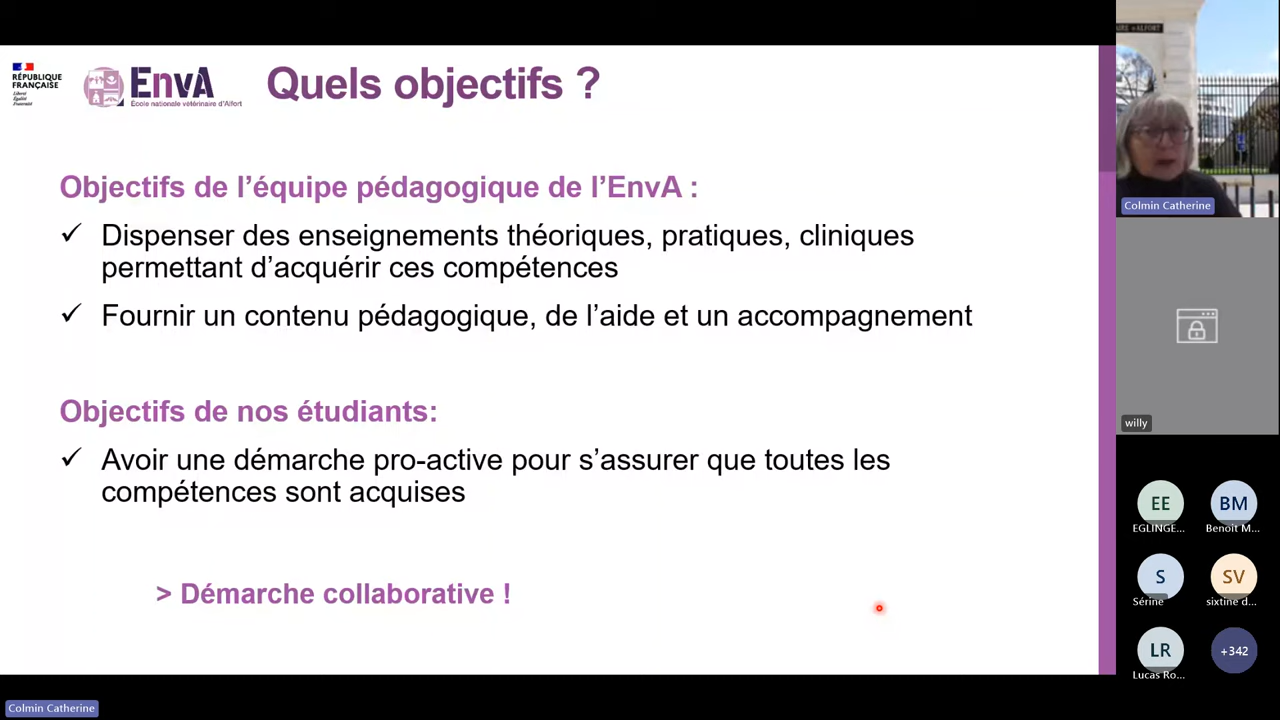 RÉPUBLIQUE
FRANÇAISE
Liberté
Égalité
Fraternité
EnvA
École nationale vétérinaire d'Alfort
Quels objectifs ?
Objectifs de l'équipe pédagogique de l'EnvA :
✓ Dispenser des enseignements théoriques, pratiques, cliniques
permettant d'acquérir ces compétences
✓ Fournir un contenu pédagogique, de l'aide et un accompagnement
Objectifs de nos étudiants:
✓ Avoir une démarche pro-active pour s'assurer que toutes les
compétences sont acquises
> Démarche collaborative !
Colmin Catherine
willy
EE
EGLINGE...
BM
Benoît M...
S
Sérine
SV
sixtine d...
LR
Lucas Ro...
+342
Colmin Catherine